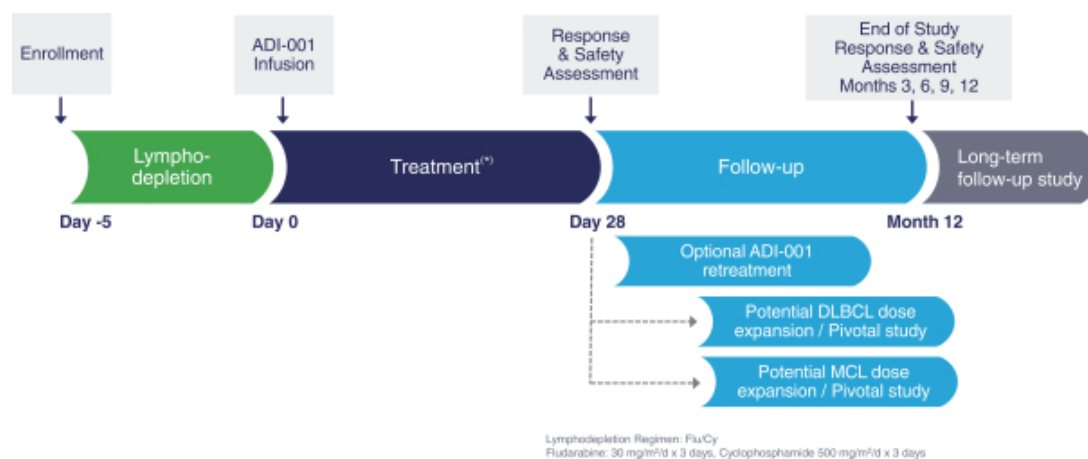 Enrollment
ADI-001
Infusion
Response
& Safety
Assessment
End of Study
Response & Safety
Assessment
Months 3, 6, 9, 12
Lympho-
depletion
Treatment(*)
Follow-up
Long-term
follow-up study
Day -5
Day 0
Day 28
Month 12
Optional ADI-001
retreatment
Potential DLBCL dose
expansion / Pivotal study
Potential MCL dose
expansion / Pivotal study
Lymphodepletion Regimen: Flu/Cy
Fludarabine: 30 mg/m²/d x 3 days, Cyclophosphamide 500 mg/m²/d x 3 days